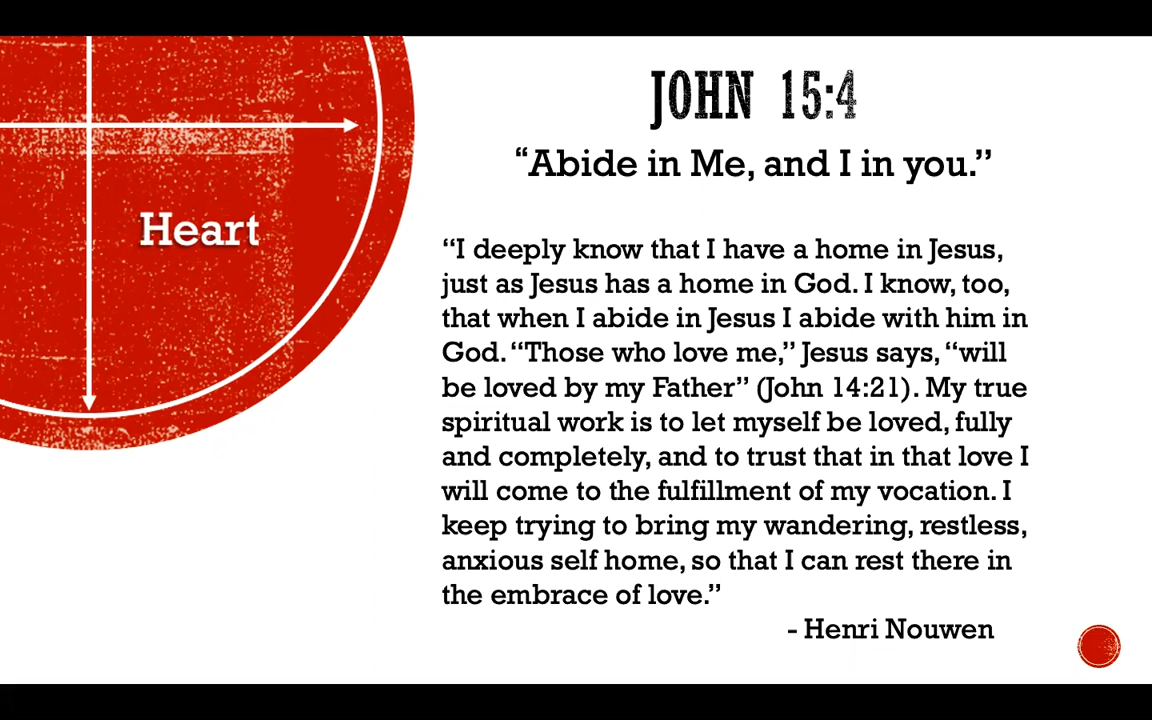 JOHN 15:4
“Abide in Me, and I in you.”
Heart
“I deeply know that I have a home in Jesus,
just as Jesus has a home in God. I know, too,
that when I abide in Jesus I abide with him in
God. “Those who love me,” Jesus says, “will
be loved by my Father” (John 14:21). My true
spiritual work is to let myself be loved, fully
and completely, and to trust that in that love I
will come to the fulfillment of my vocation. I
keep trying to bring my wandering, restless,
anxious self home, so that I can rest there in
the embrace of love.”
- Henri Nouwen